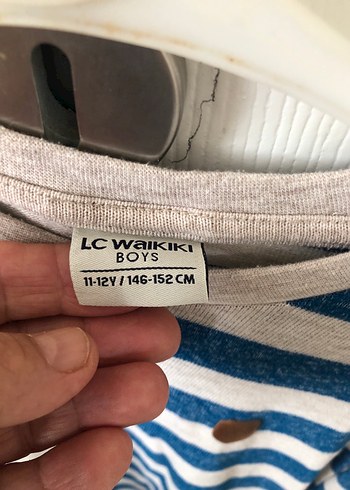 LC Waikiki
BOYS
11-12Y / 146-152 CM